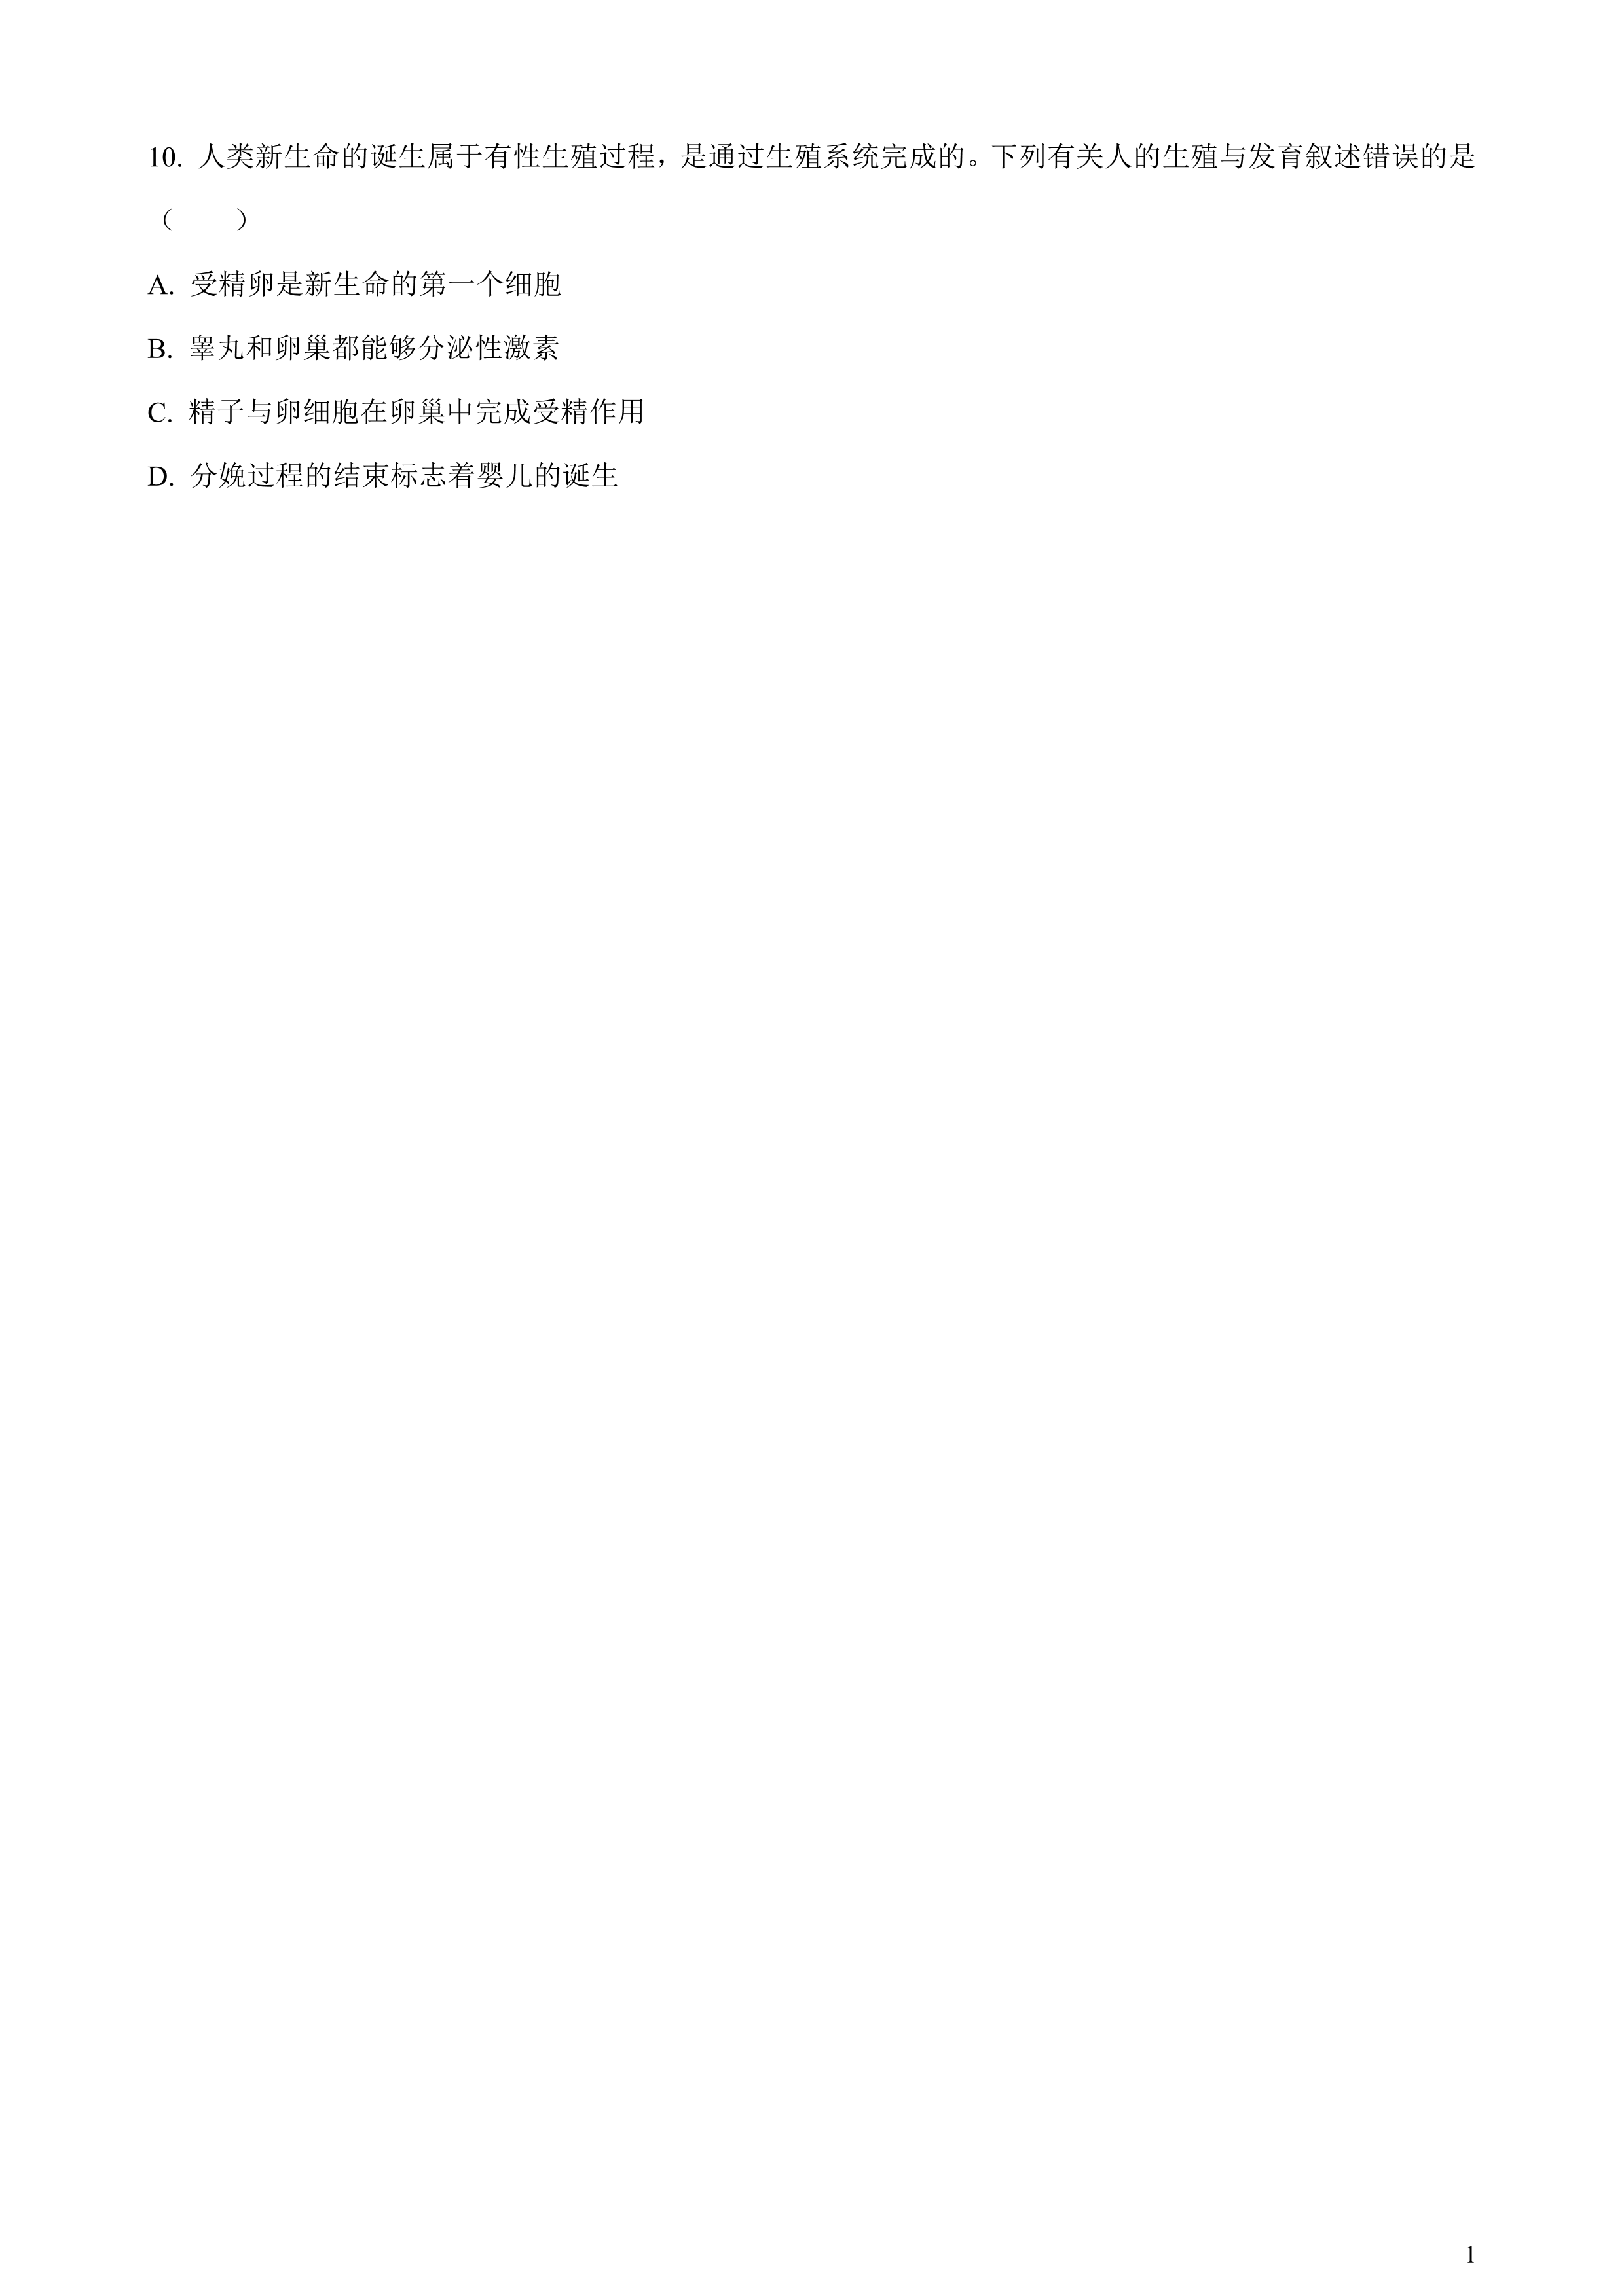 10. 人类新生命的诞生属于有性生殖过程，是通过生殖系统完成的。下列有关人的生殖与发育叙述错误的是
（　　）
A. 受精卵是新生命的第一个细胞
B. 睾丸和卵巢都能够分泌性激素
C. 精子与卵细胞在卵巢中完成受精作用
D. 分娩过程的结束标志着婴儿的诞生
1